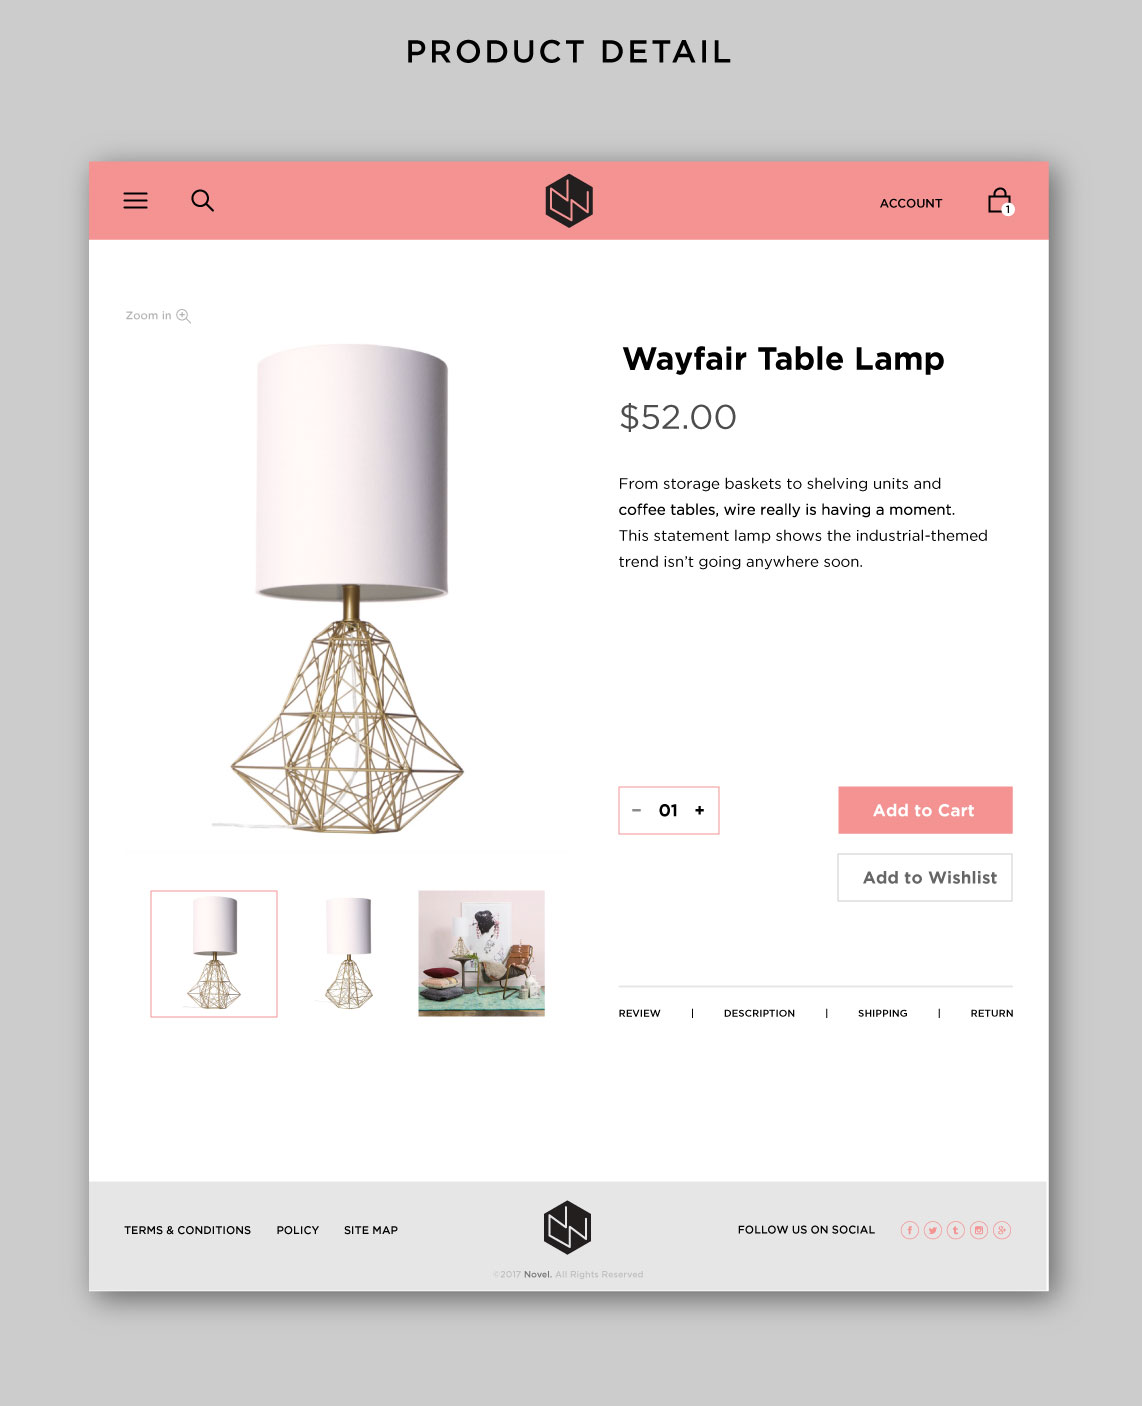 PRODUCT DETAIL
ACCOUNT
1
Zoom in
Wayfair Table Lamp
$52.00
From storage baskets to shelving units and
coffee tables, wire really is having a moment.
This statement lamp shows the industrial-themed
trend isn’t going anywhere soon.
− 01 +
Add to Cart
Add to Wishlist
REVIEW | DESCRIPTION | SHIPPING | RETURN
TERMS & CONDITIONS POLICY SITE MAP
FOLLOW US ON SOCIAL
©2017 Novel. All Rights Reserved